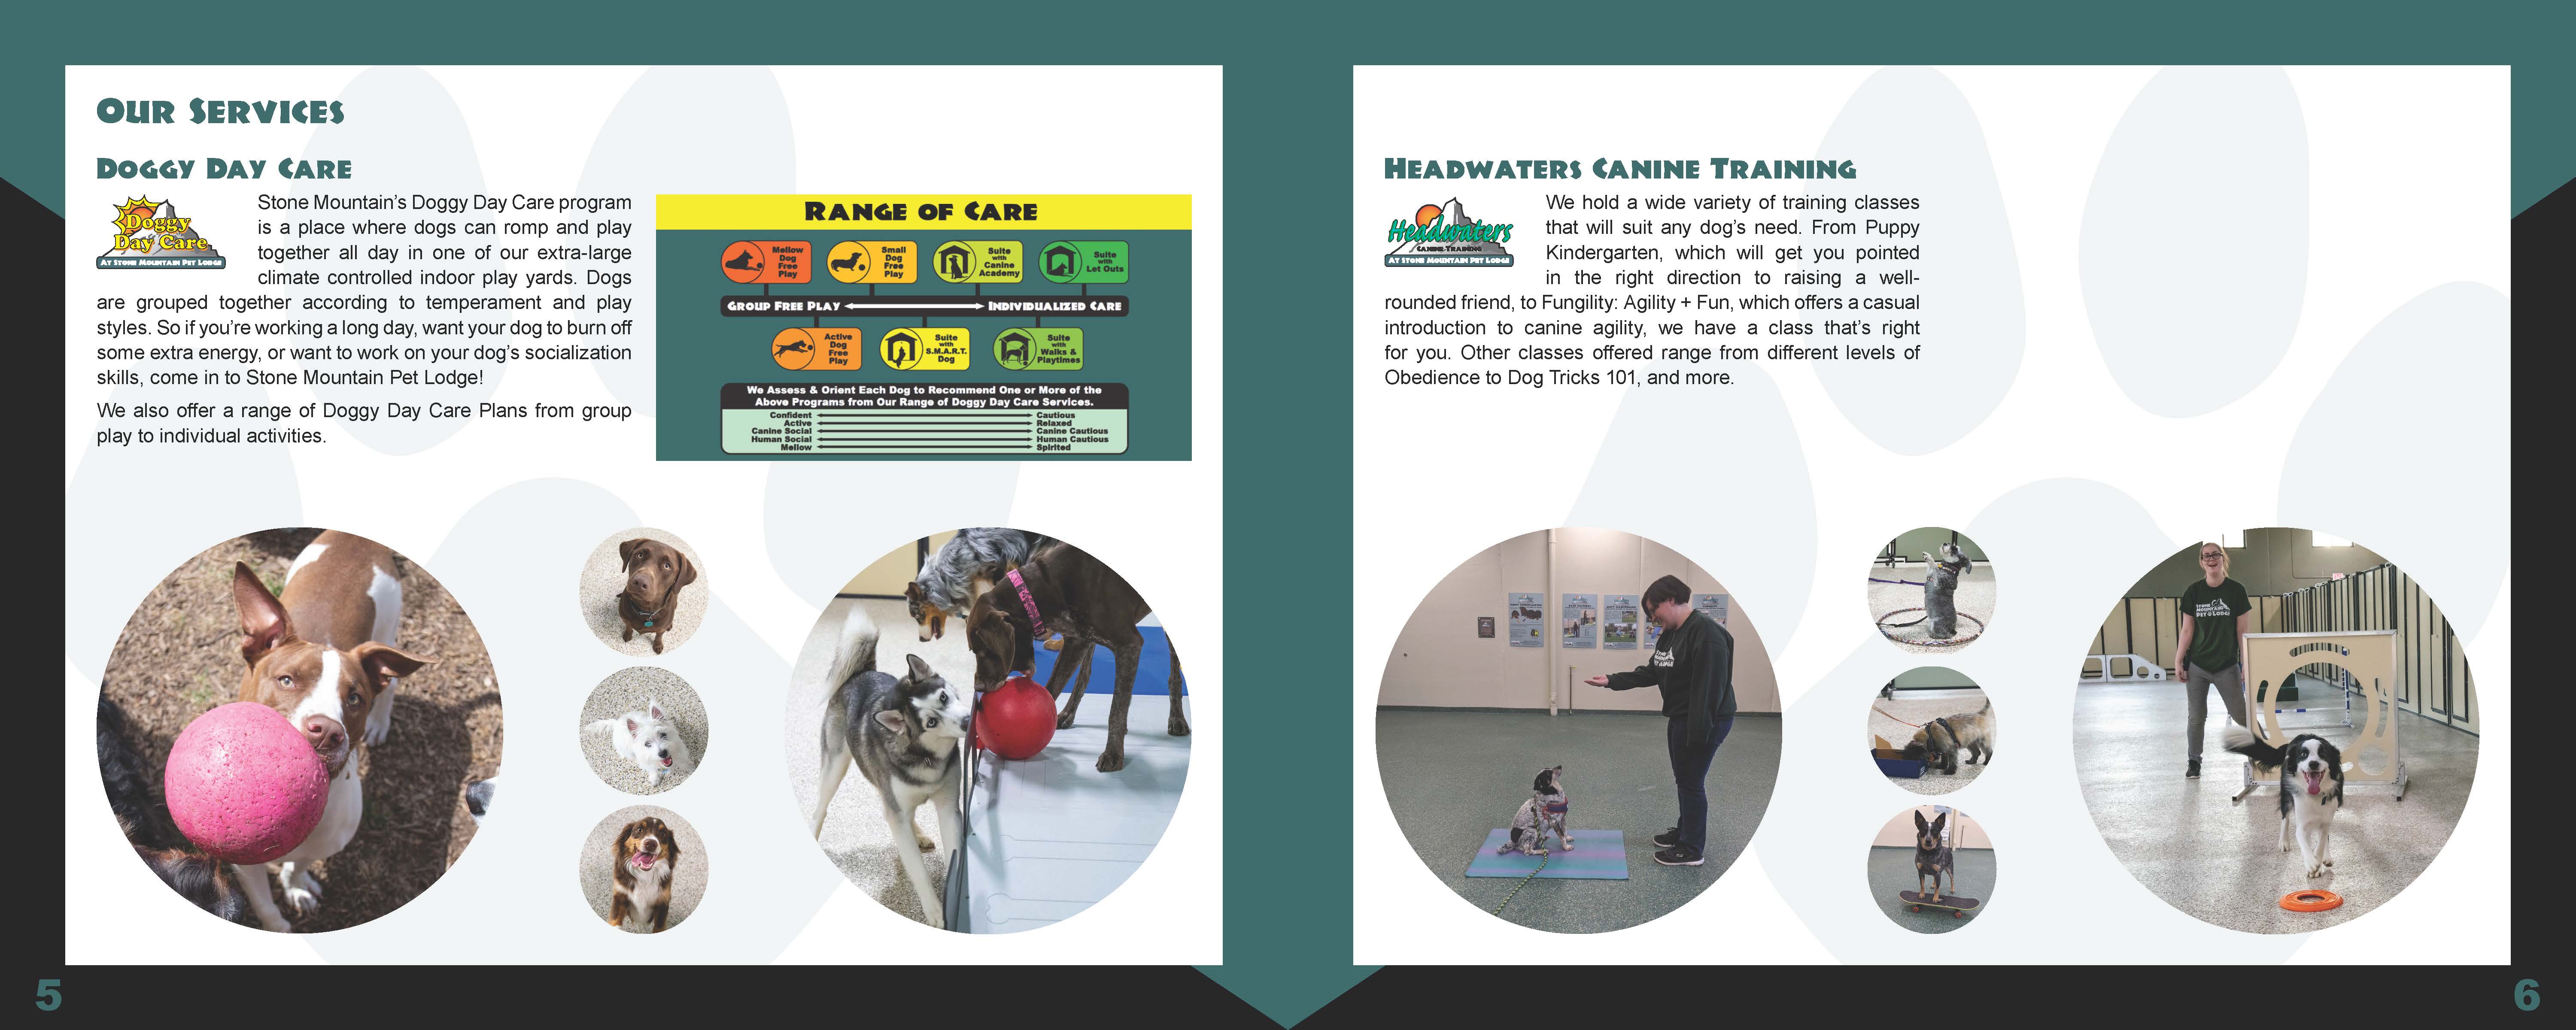 OUR SERVICES
DOGGY DAY CARE
Doggy
Day Care
AT STONE MOUNTAIN PET LODGE
Stone Mountain's Doggy Day Care program
is a place where dogs can romp and play
together all day in one of our extra-large
climate controlled indoor play yards. Dogs
are grouped together according to temperament and play
styles. So if you're working a long day, want your dog to burn off
some extra energy, or want to work on your dog's socialization
skills, come in to Stone Mountain Pet Lodge!
We also offer a range of Doggy Day Care Plans from group
play to individual activities.
RANGE OF CARE
Mellow
Dog
Free
Play
Small
Dog
Free
Play
Suite
with
Canine
Academy
Suite
with
Let Outs
GROUP FREE PLAY
INDIVIDUALIZED CARE
Active
Dog
Free
Play
Suite
with
S.M.A.R.T.
Dog
Suite
with
Walks &
Playtimes
We Assess & Orient Each Dog to Recommend One or More of the
Above Programs from Our Range of Doggy Day Care Services.
Confident Cautious
Active Relaxed
Canine Social Canine Cautious
Human Social Human Cautious
Mellow Spirited
5
HEADWATERS CANINE TRAINING
Headwaters
CANINE TRAINING
AT STONE MOUNTAIN PET LODGE
We hold a wide variety of training classes
that will suit any dog's need. From Puppy
Kindergarten, which will get you pointed
in the right direction to raising a well-
rounded friend, to Fungility: Agility + Fun, which offers a casual
introduction to canine agility, we have a class that's right
for you. Other classes offered range from different levels of
Obedience to Dog Tricks 101, and more.
STONE
MOUNTAIN
PET LODGE
STONE
MOUNTAIN
PET LODGE
6